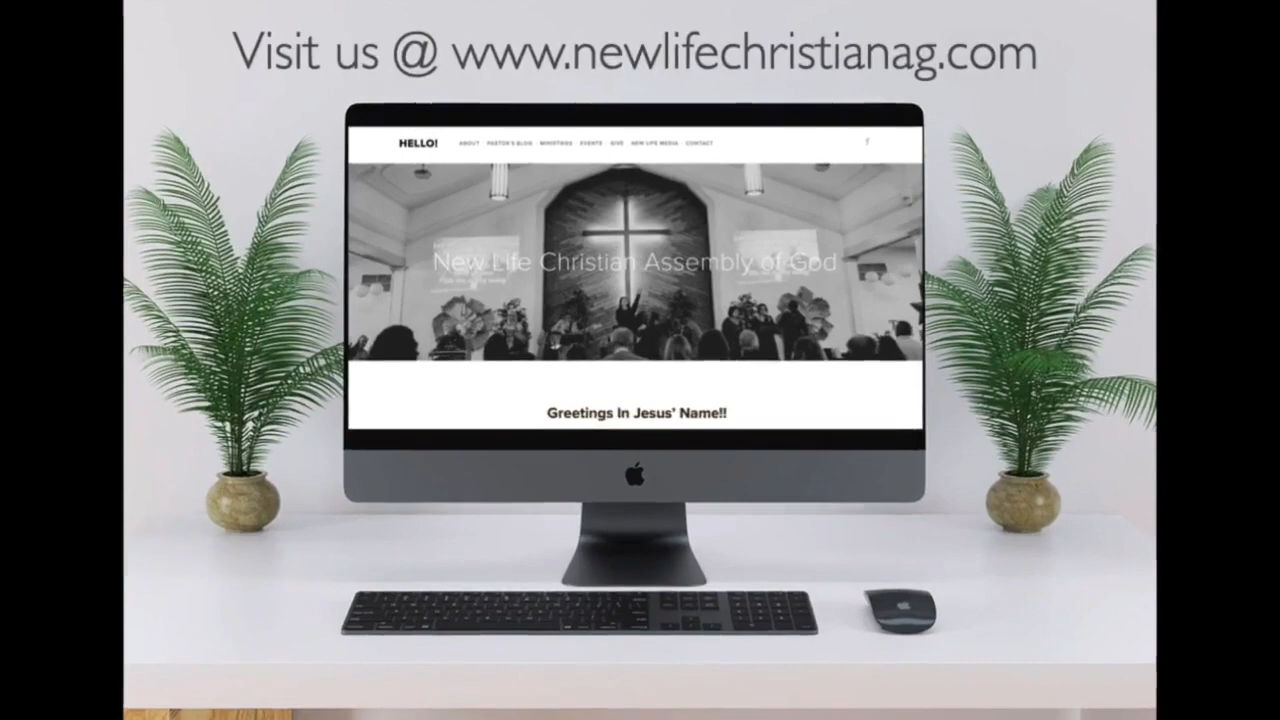 Visit us @ www.newlifechristianag.com
HELLO! ABOUT PASTOR'S BLOG MINISTRIES EVENTS GIVE NEW LIFE MEDIA CONTACT f
New Life Christian Assembly of God
Greetings In Jesus' Name!!